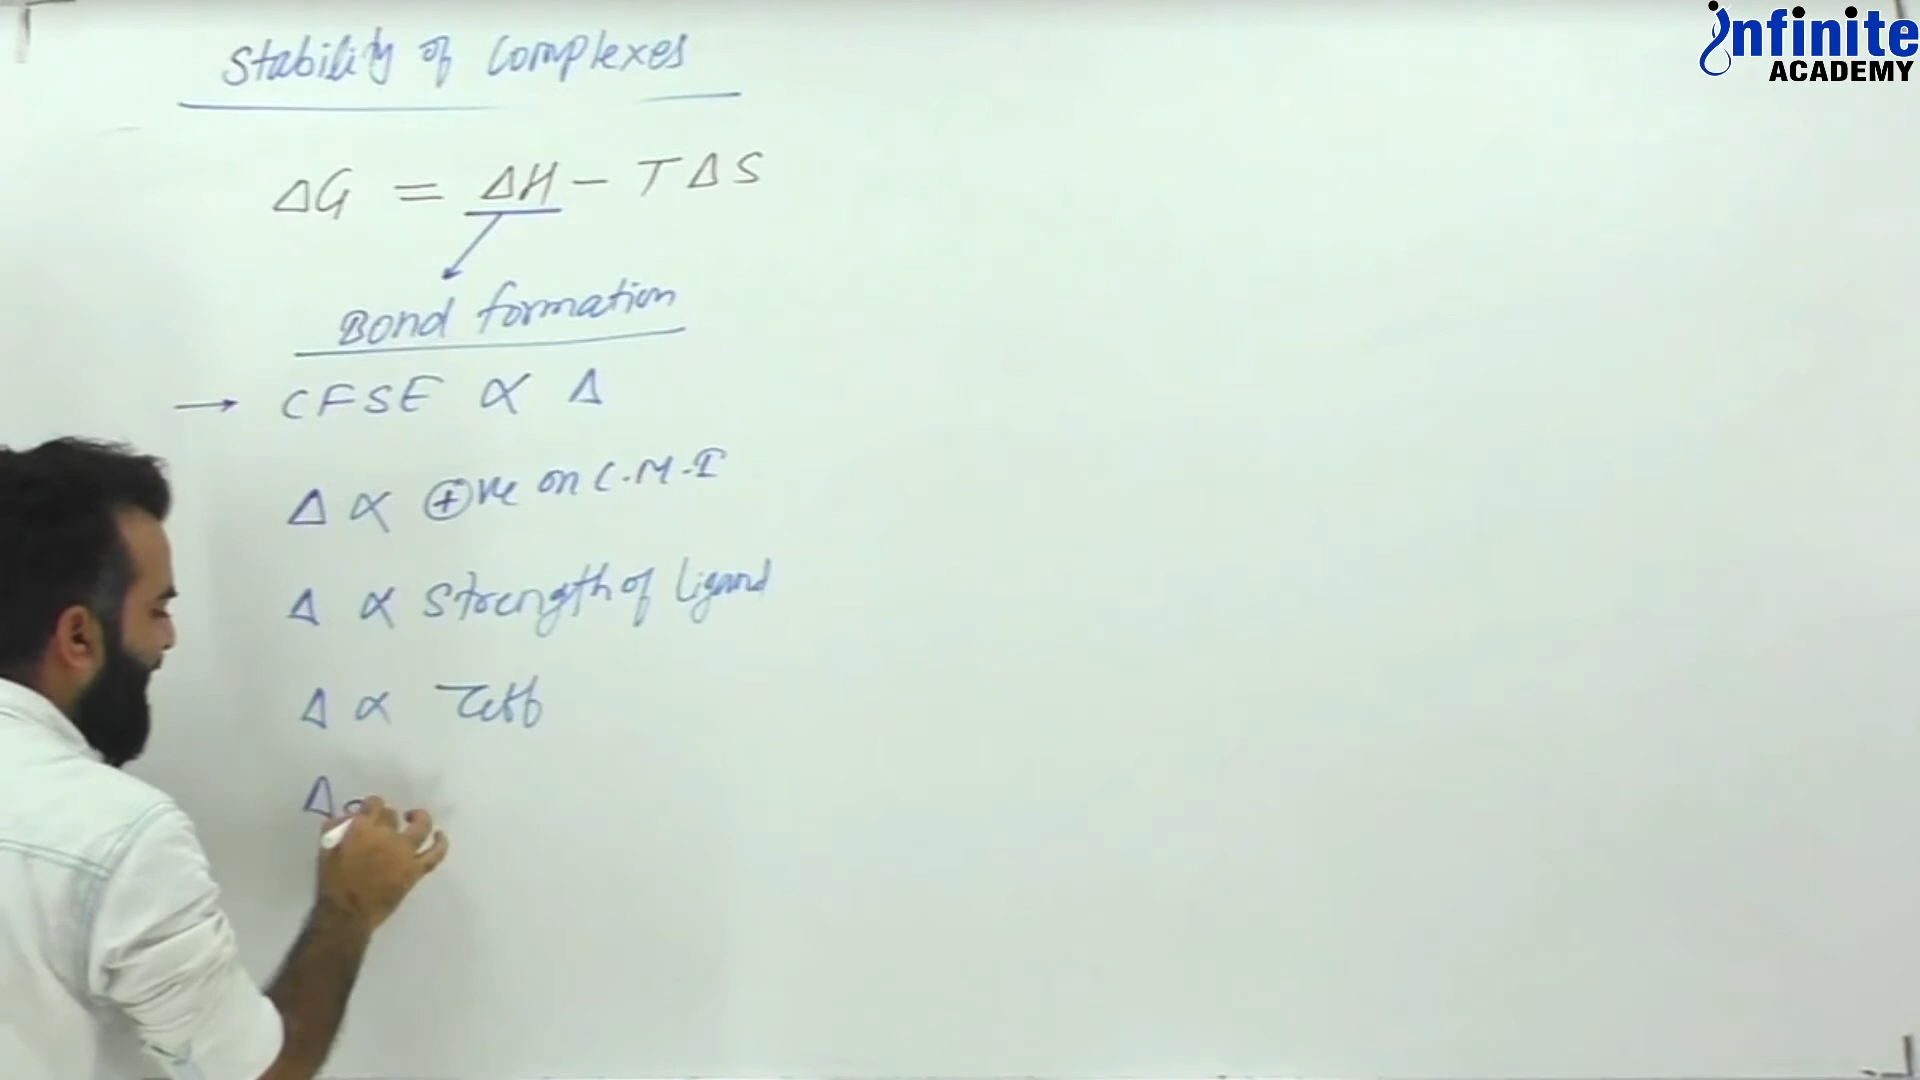 infinite
ACADEMY
Stability of Complexes
ΔG = ΔH - TΔS
Bond formation
→ CFSE ∝ Δ
Δ ∝ ⊕ve on C.M.I
Δ ∝ Strength of Ligand
Δ ∝ Zeff
Δ